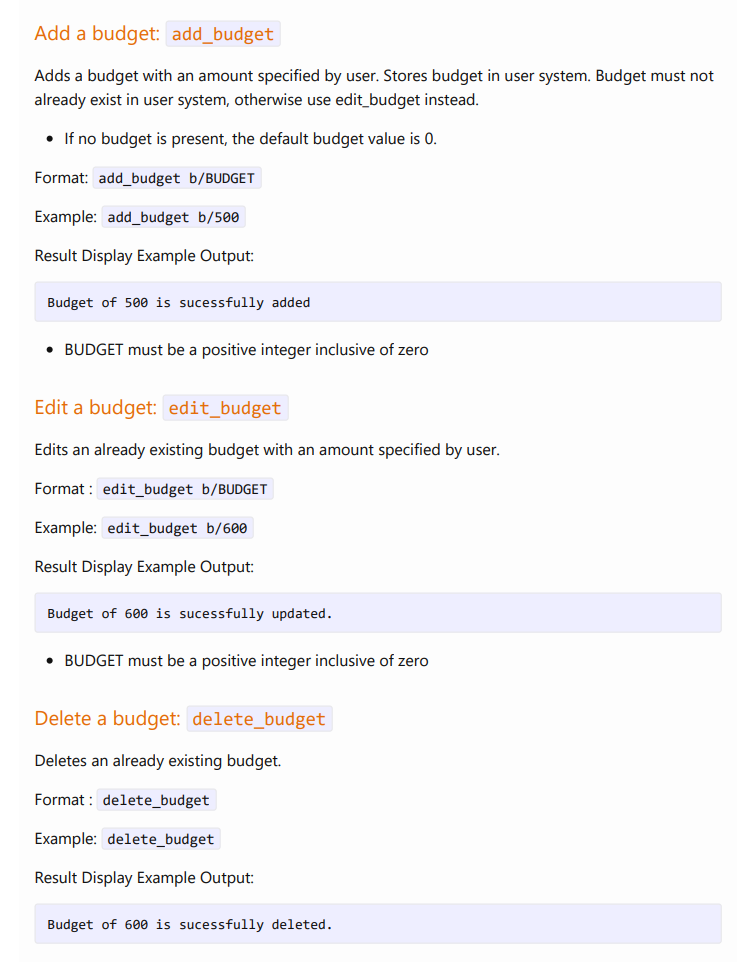 Add a budget: add_budget
Adds a budget with an amount specified by user. Stores budget in user system. Budget must not
already exist in user system, otherwise use edit_budget instead.
• If no budget is present, the default budget value is 0.
Format: add_budget b/BUDGET
Example: add_budget b/500
Result Display Example Output:
Budget of 500 is sucessfully added
• BUDGET must be a positive integer inclusive of zero
Edit a budget: edit_budget
Edits an already existing budget with an amount specified by user.
Format : edit_budget b/BUDGET
Example: edit_budget b/600
Result Display Example Output:
Budget of 600 is sucessfully updated.
• BUDGET must be a positive integer inclusive of zero
Delete a budget: delete_budget
Deletes an already existing budget.
Format : delete_budget
Example: delete_budget
Result Display Example Output:
Budget of 600 is sucessfully deleted.